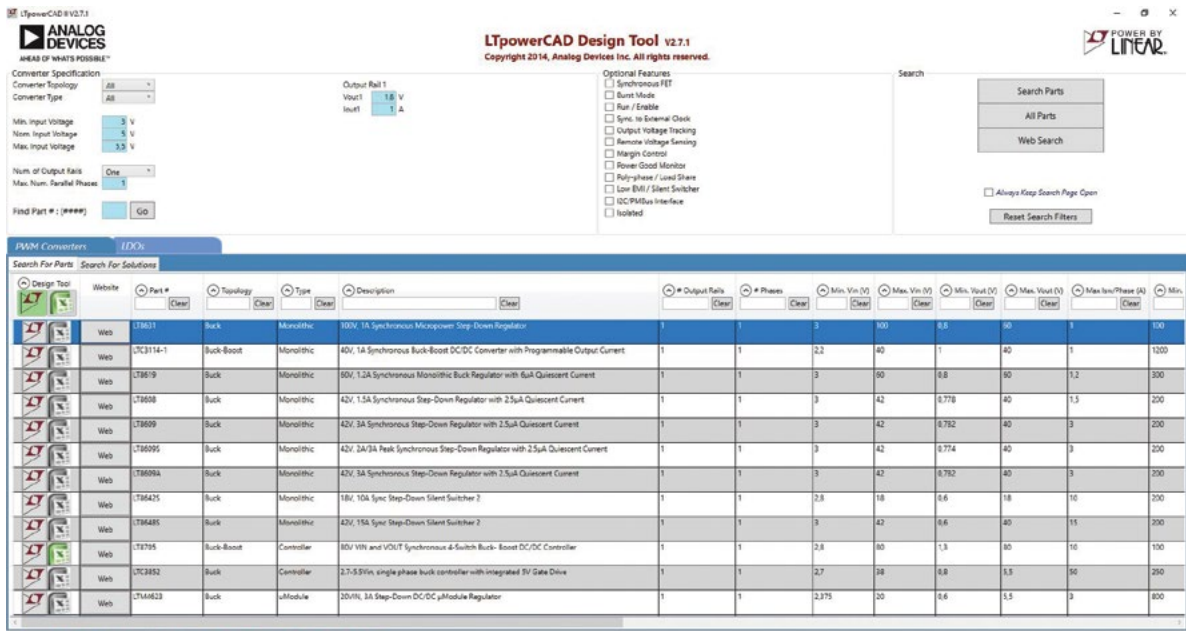 LTpowerCAD II V2.7.1
ANALOG
DEVICES
AHEAD OF WHAT'S POSSIBLE™
LTpowerCAD Design Tool V2.7.1
Copyright 2014, Analog Devices Inc. All rights reserved.
POWER BY
LINEAR
Converter Specification
Converter Topology All
Converter Type All
Min. Input Voltage 3 V
Nom. Input Voltage 5 V
Max. Input Voltage 5,5 V
Num. of Output Rails One
Max. Num. Parallel Phases 1
Find Part # : (####) Go
Output Rail 1
Vout1 1,8 V
Iout1 1 A
Optional Features
Synchronous FET
Burst Mode
Run / Enable
Sync. to External Clock
Output Voltage Tracking
Remote Voltage Sensing
Margin Control
Power Good Monitor
Poly-phase / Load Share
Low EMI / Silent Switcher
I2C/PMBus Interface
Isolated
Search
Search Parts
All Parts
Web Search
Always Keep Search Page Open
Reset Search Filters
PWM Converters LDOs
Search For Parts Search For Solutions
Design Tool Website Part # Topology Type Description # Output Rails # Phases Min. Vin (V) Max. Vin (V) Min. Vout (V) Max. Vout (V) Max Isn/Phase (A) Min.
Clear Clear Clear Clear Clear Clear Clear Clear Clear Clear Clear
Web LT8631 Buck Monolithic 100V, 1A Synchronous Micropower Step-Down Regulator 1 1 3 100 0,8 60 1 100
Web LTC3114-1 Buck-Boost Monolithic 40V, 1A Synchronous Buck-Boost DC/DC Converter with Programmable Output Current 1 1 2,2 40 1 40 1 1200
Web LT8619 Buck Monolithic 60V, 1.2A Synchronous Monolithic Buck Regulator with 6µA Quiescent Current 1 1 3 60 0,8 60 1,2 300
Web LT8608 Buck Monolithic 42V, 1.5A Synchronous Step-Down Regulator with 2.5µA Quiescent Current 1 1 3 42 0,778 40 1,5 200
Web LT8609 Buck Monolithic 42V, 3A Synchronous Step-Down Regulator with 2.5µA Quiescent Current 1 1 3 42 0,782 40 3 200
Web LT8609S Buck Monolithic 42V, 2A/3A Peak Synchronous Step-Down Regulator with 2.5µA Quiescent Current 1 1 3 42 0,774 40 3 200
Web LT8609A Buck Monolithic 42V, 3A Synchronous Step-Down Regulator with 2.5µA Quiescent Current 1 1 3 42 0,782 40 3 200
Web LT8642S Buck Monolithic 18V, 10A Sync Step-Down Silent Switcher 2 1 1 2,8 18 0,6 18 10 200
Web LT8648S Buck Monolithic 42V, 15A Sync Step-Down Silent Switcher 2 1 1 3 42 0,6 40 15 200
Web LT8705 Buck-Boost Controller 80V VIN and VOUT Synchronous 4-Switch Buck- Boost DC/DC Controller 1 1 2,8 80 1,3 80 10 100
Web LTC3852 Buck Controller 2.7-5.5Vin, single phase buck controller with integrated 5V Gate Drive 1 1 2,7 38 0,8 5,5 50 250
Web LTM4623 Buck uModule 20VIN, 3A Step-Down DC/DC µModule Regulator 1 1 2,375 20 0,6 5,5 3 800